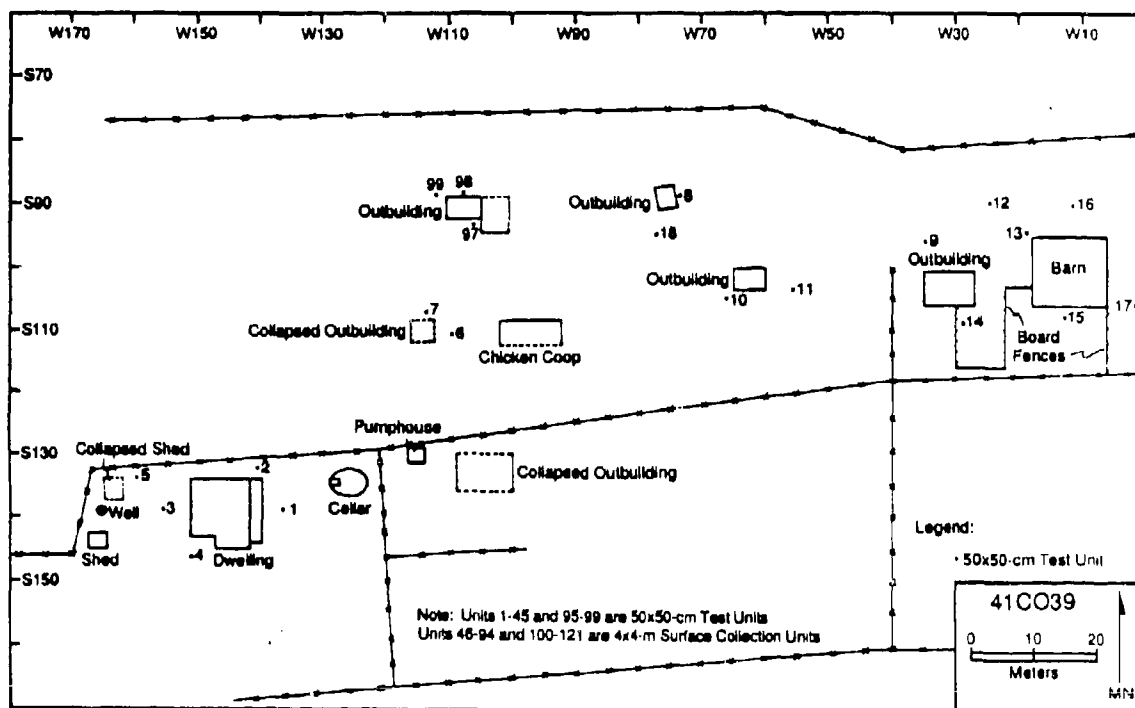 W170 W150 W130 W110 W90 W70 W50 W30 W10
S70
S90
S110
S130
S150
99 98
Outbuilding
97
Outbuilding
8
18
12 16
9 13
Outbuilding
Barn
Outbuilding
10
11
7
Collapsed Outbuilding
6
Chicken Coop
14
15
17
Board
Fences
Pumphouse
Collapsed Shed
5
2
Collapsed Outbuilding
Well
3
1
Cellar
Shed
4
Dwelling
Legend:
50x50-cm Test Unit
Note: Units 1-45 and 95-99 are 50x50-cm Test Units
Units 46-94 and 100-121 are 4x4-m Surface Collection Units
41CO39
0 10 20
Meters
MN